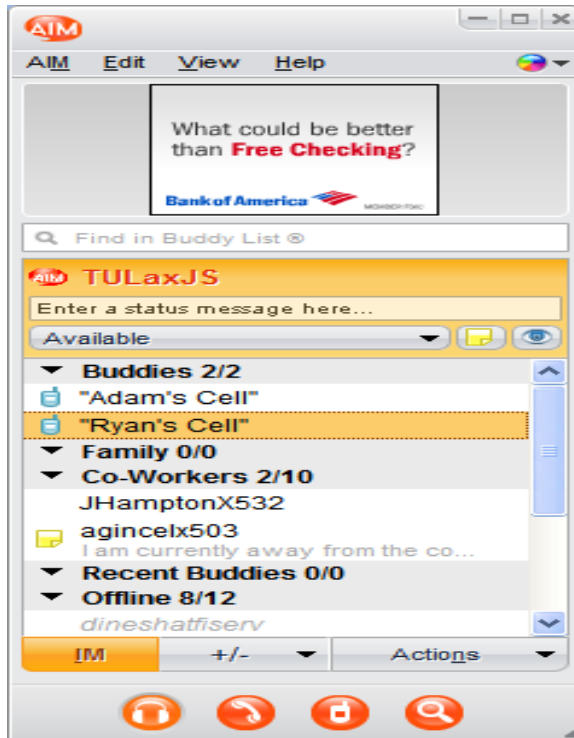 AIM
AIM Edit View Help
What could be better
than Free Checking?
Bank of America
MEMBER FDIC
Find in Buddy List ®
AIM TULaxJS
Enter a status message here...
Available
Buddies 2/2
"Adam's Cell"
"Ryan's Cell"
Family 0/0
Co-Workers 2/10
JHamptonX532
agincelx503
I am currently away from the co...
Recent Buddies 0/0
Offline 8/12
dineshatfiserv
IM +/- Actions